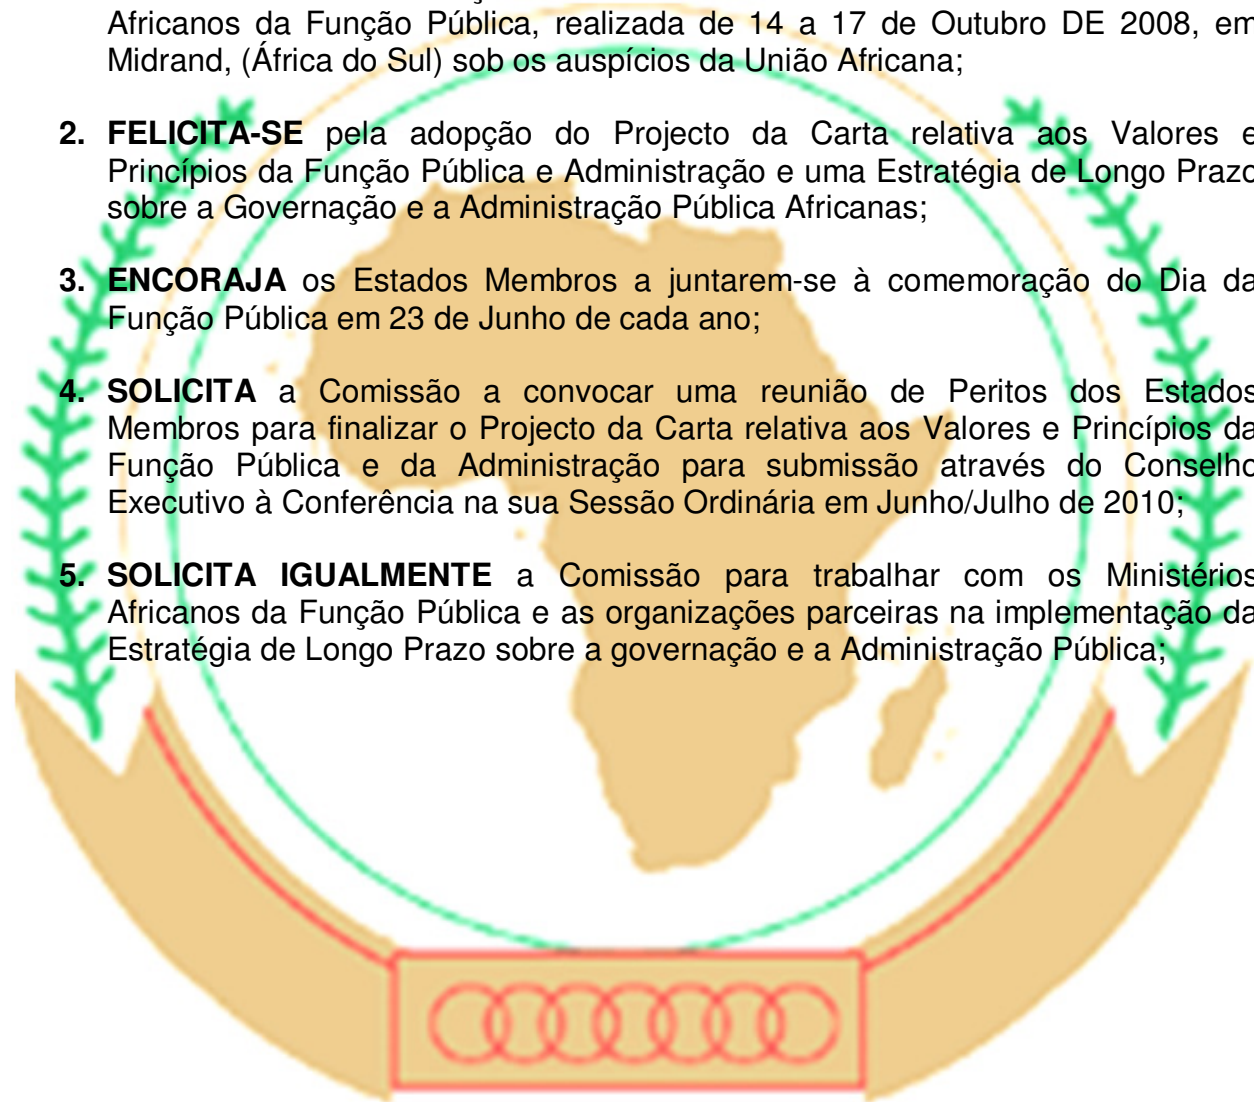 Africanos da Função Pública, realizada de 14 a 17 de Outubro DE 2008, em
Midrand, (África do Sul) sob os auspícios da União Africana;
2. FELICITA-SE pela adopção do Projecto da Carta relativa aos Valores e
Princípios da Função Pública e Administração e uma Estratégia de Longo Prazo
sobre a Governação e a Administração Pública Africanas;
3. ENCORAJA os Estados Membros a juntarem-se à comemoração do Dia da
Função Pública em 23 de Junho de cada ano;
4. SOLICITA a Comissão a convocar uma reunião de Peritos dos Estados
Membros para finalizar o Projecto da Carta relativa aos Valores e Princípios da
Função Pública e da Administração para submissão através do Conselho
Executivo à Conferência na sua Sessão Ordinária em Junho/Julho de 2010;
5. SOLICITA IGUALMENTE a Comissão para trabalhar com os Ministérios
Africanos da Função Pública e as organizações parceiras na implementação da
Estratégia de Longo Prazo sobre a governação e a Administração Pública;